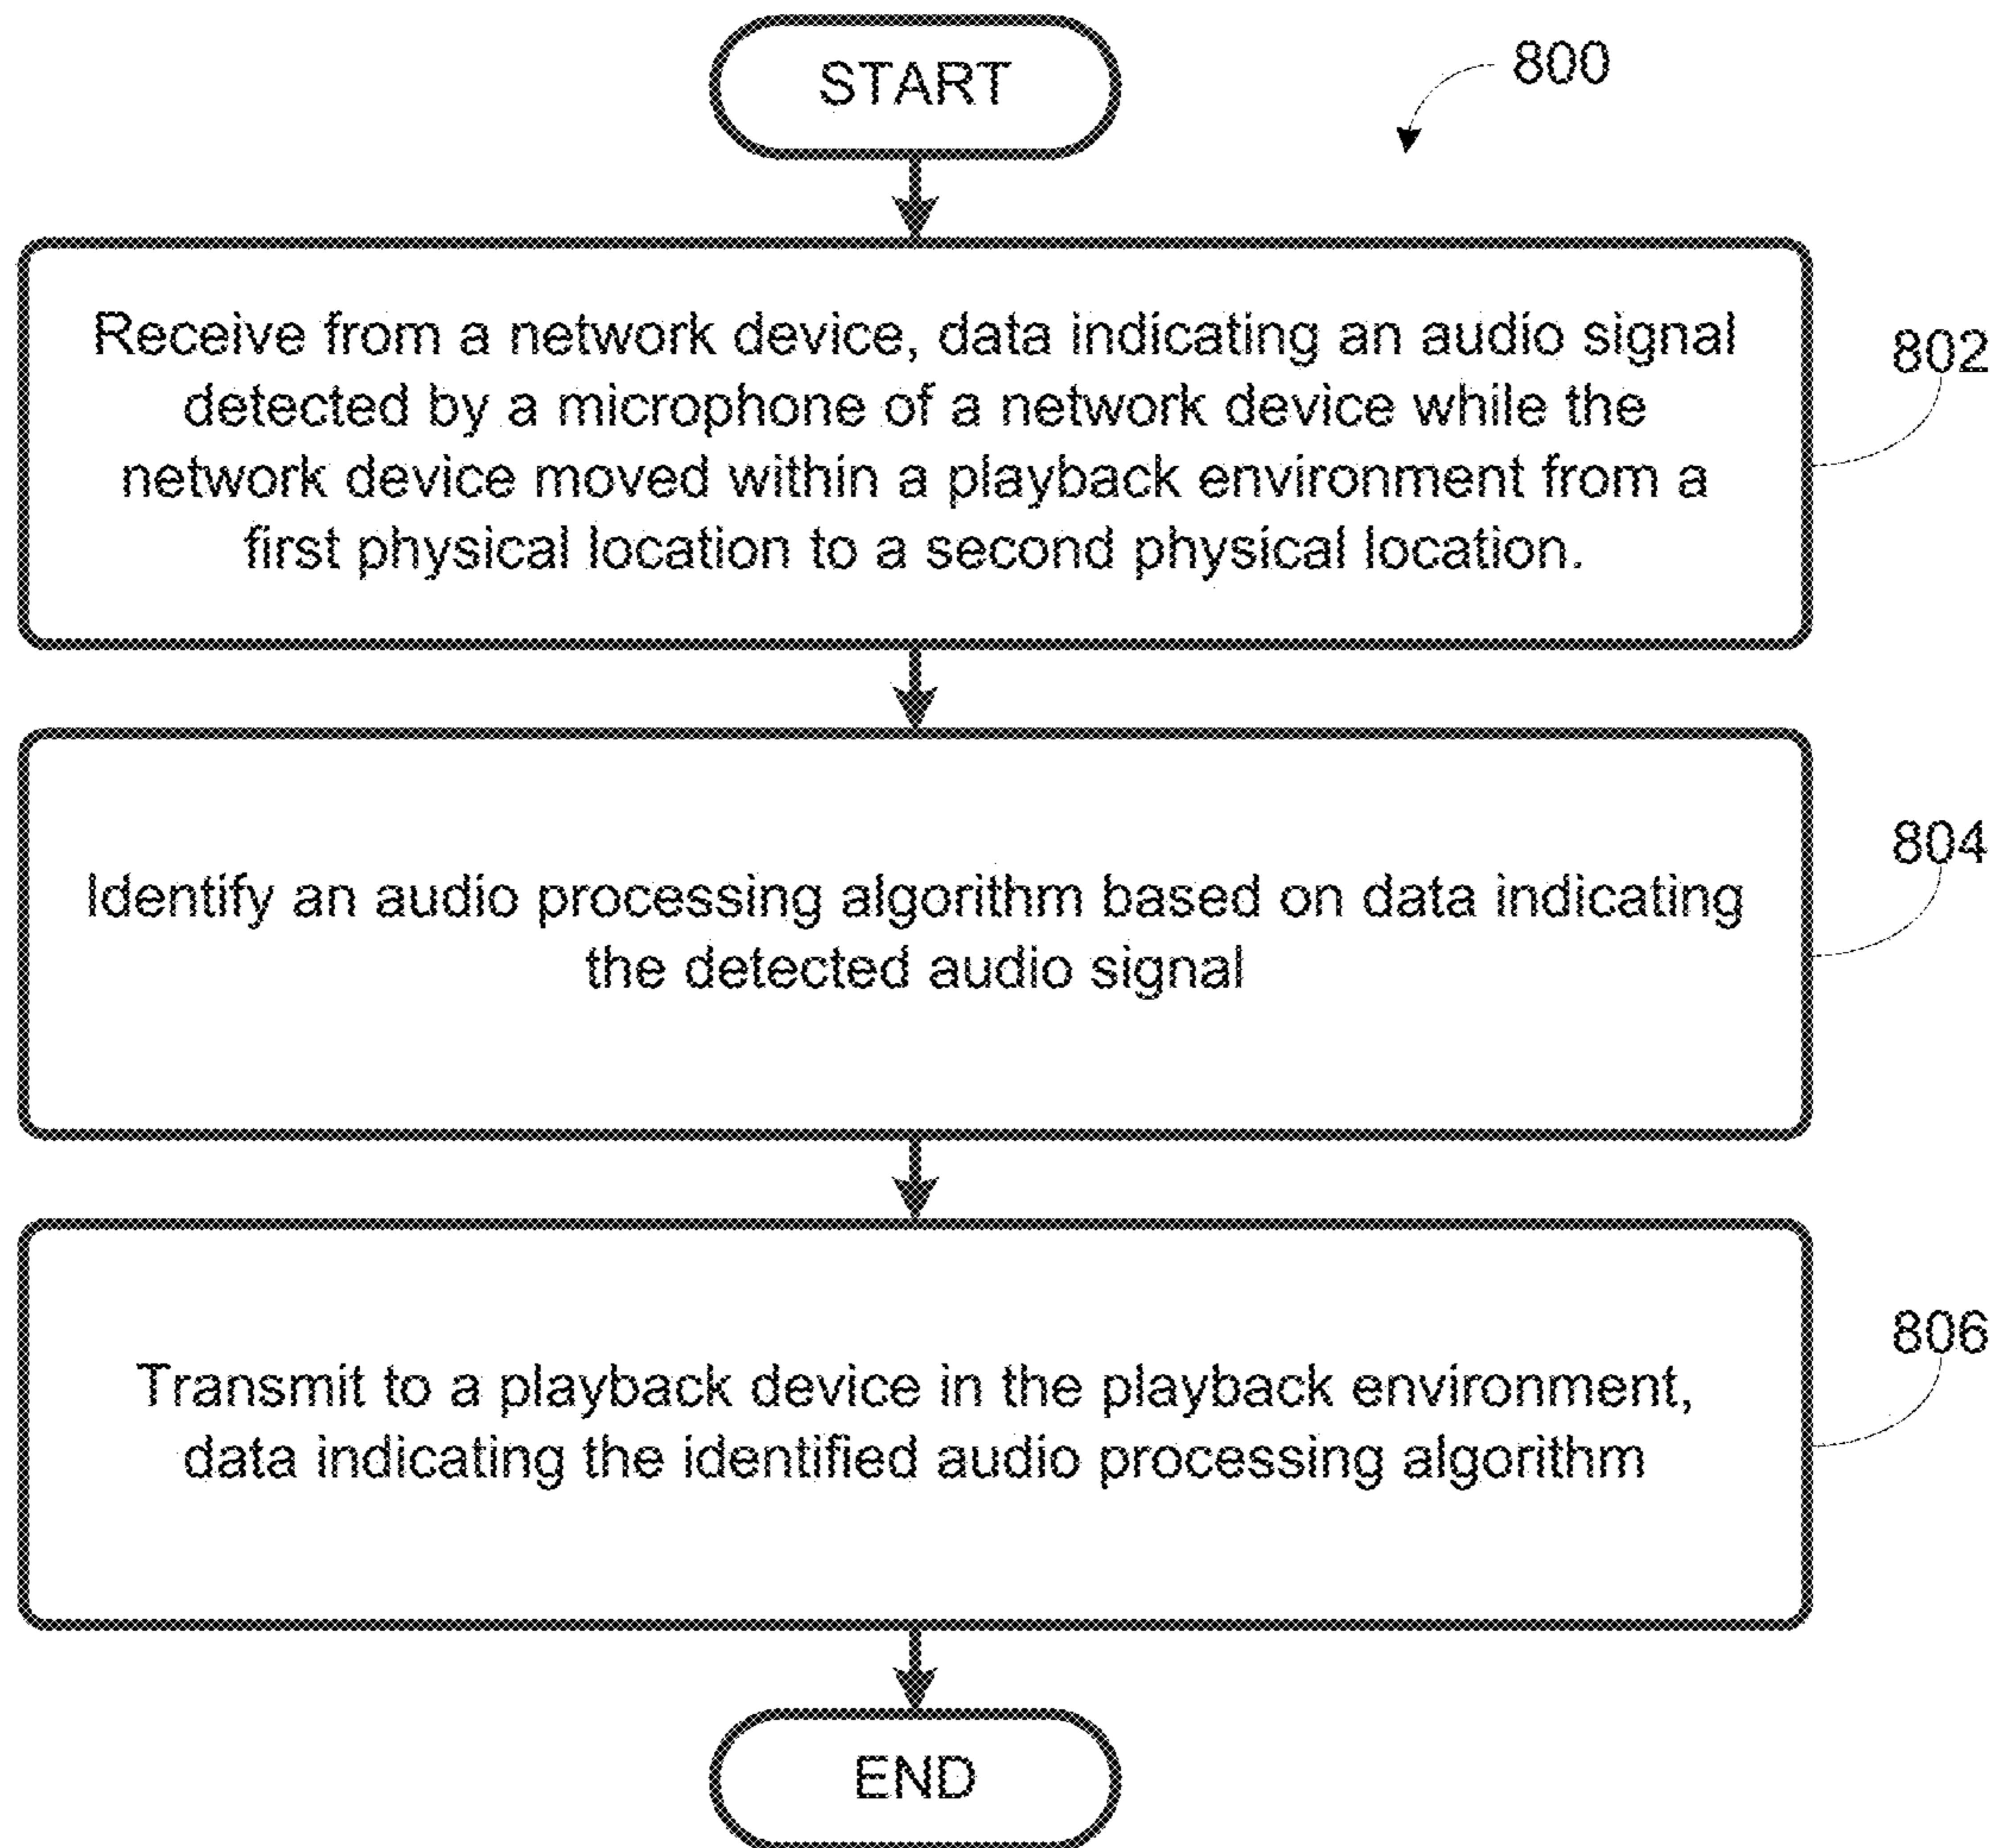 START
800
Receive from a network device, data indicating an audio signal
detected by a microphone of a network device while the
network device moved within a playback environment from a
first physical location to a second physical location.
802
Identify an audio processing algorithm based on data indicating
the detected audio signal
804
Transmit to a playback device in the playback environment,
data indicating the identified audio processing algorithm
806
END